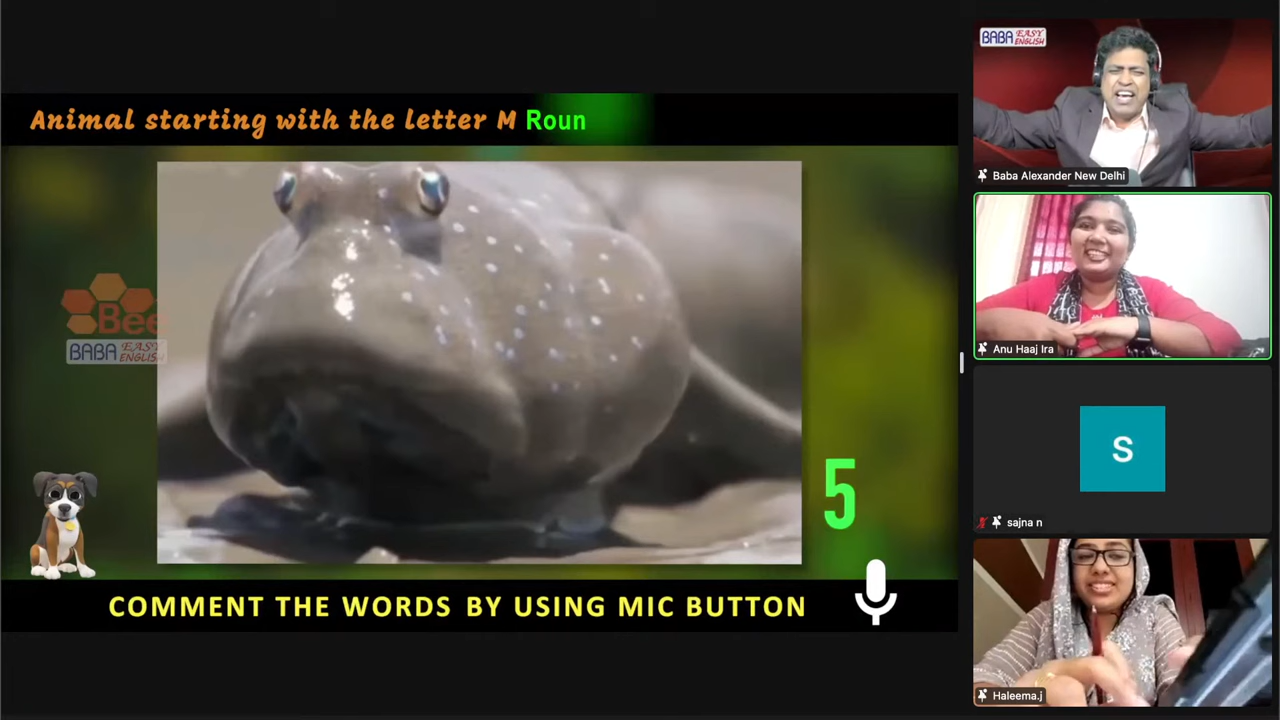 Animal starting with the letter M Roun
Bee
BABA EASY ENGLISH
5
COMMENT THE WORDS BY USING MIC BUTTON
BABA EASY ENGLISH
Baba Alexander New Delhi
Anu Haaj Ira
S
sajna n
Haleema.j